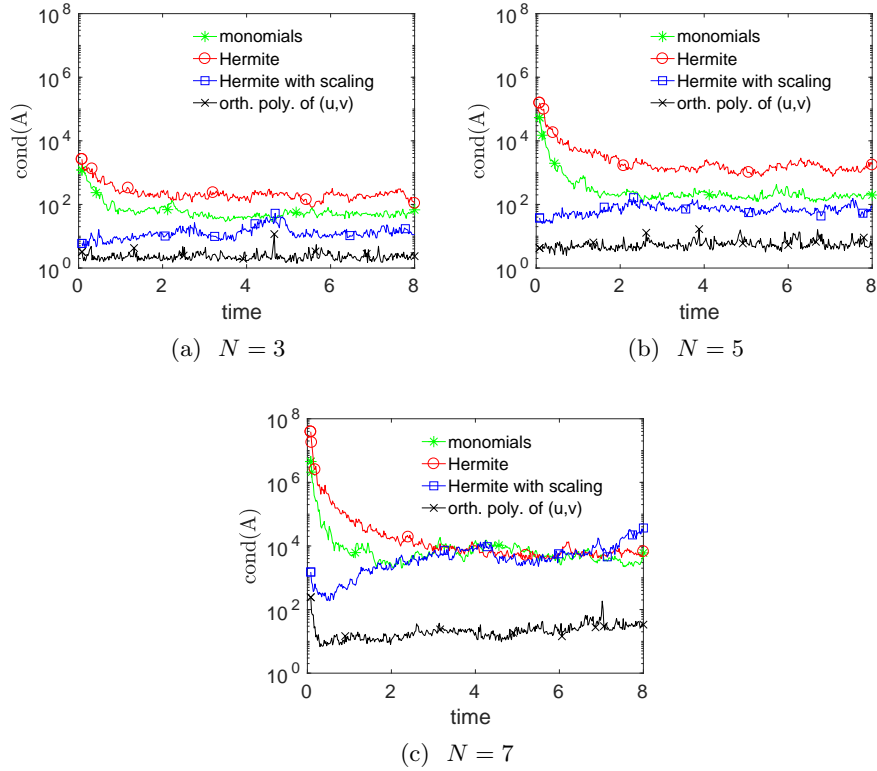 10^8
10^6
10^4
10^2
10^0
cond(A)
monomials
Hermite
Hermite with scaling
orth. poly. of (u,v)
0 2 4 6 8
time
(a) N = 3
10^8
10^6
10^4
10^2
10^0
cond(A)
monomials
Hermite
Hermite with scaling
orth. poly. of (u,v)
0 2 4 6 8
time
(b) N = 5
10^8
10^6
10^4
10^2
10^0
cond(A)
monomials
Hermite
Hermite with scaling
orth. poly. of (u,v)
0 2 4 6 8
time
(c) N = 7